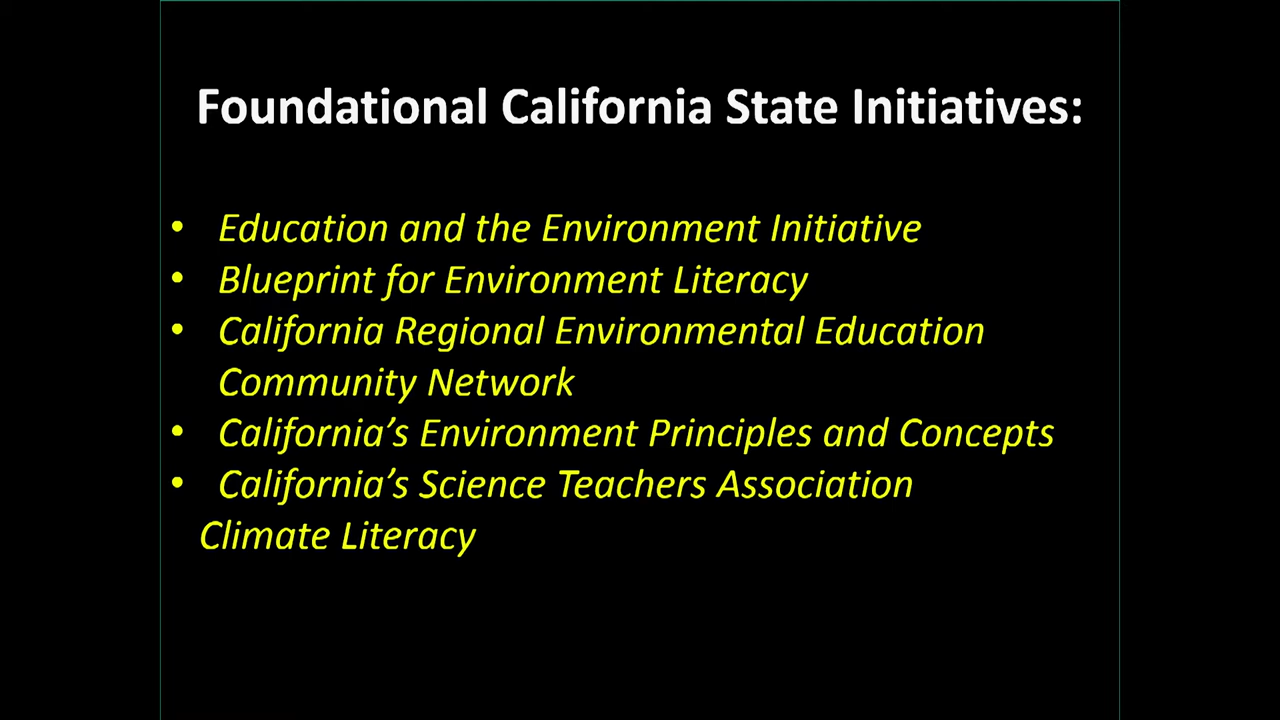 Foundational California State Initiatives:
• Education and the Environment Initiative
• Blueprint for Environment Literacy
• California Regional Environmental Education
Community Network
• California’s Environment Principles and Concepts
• California’s Science Teachers Association
Climate Literacy